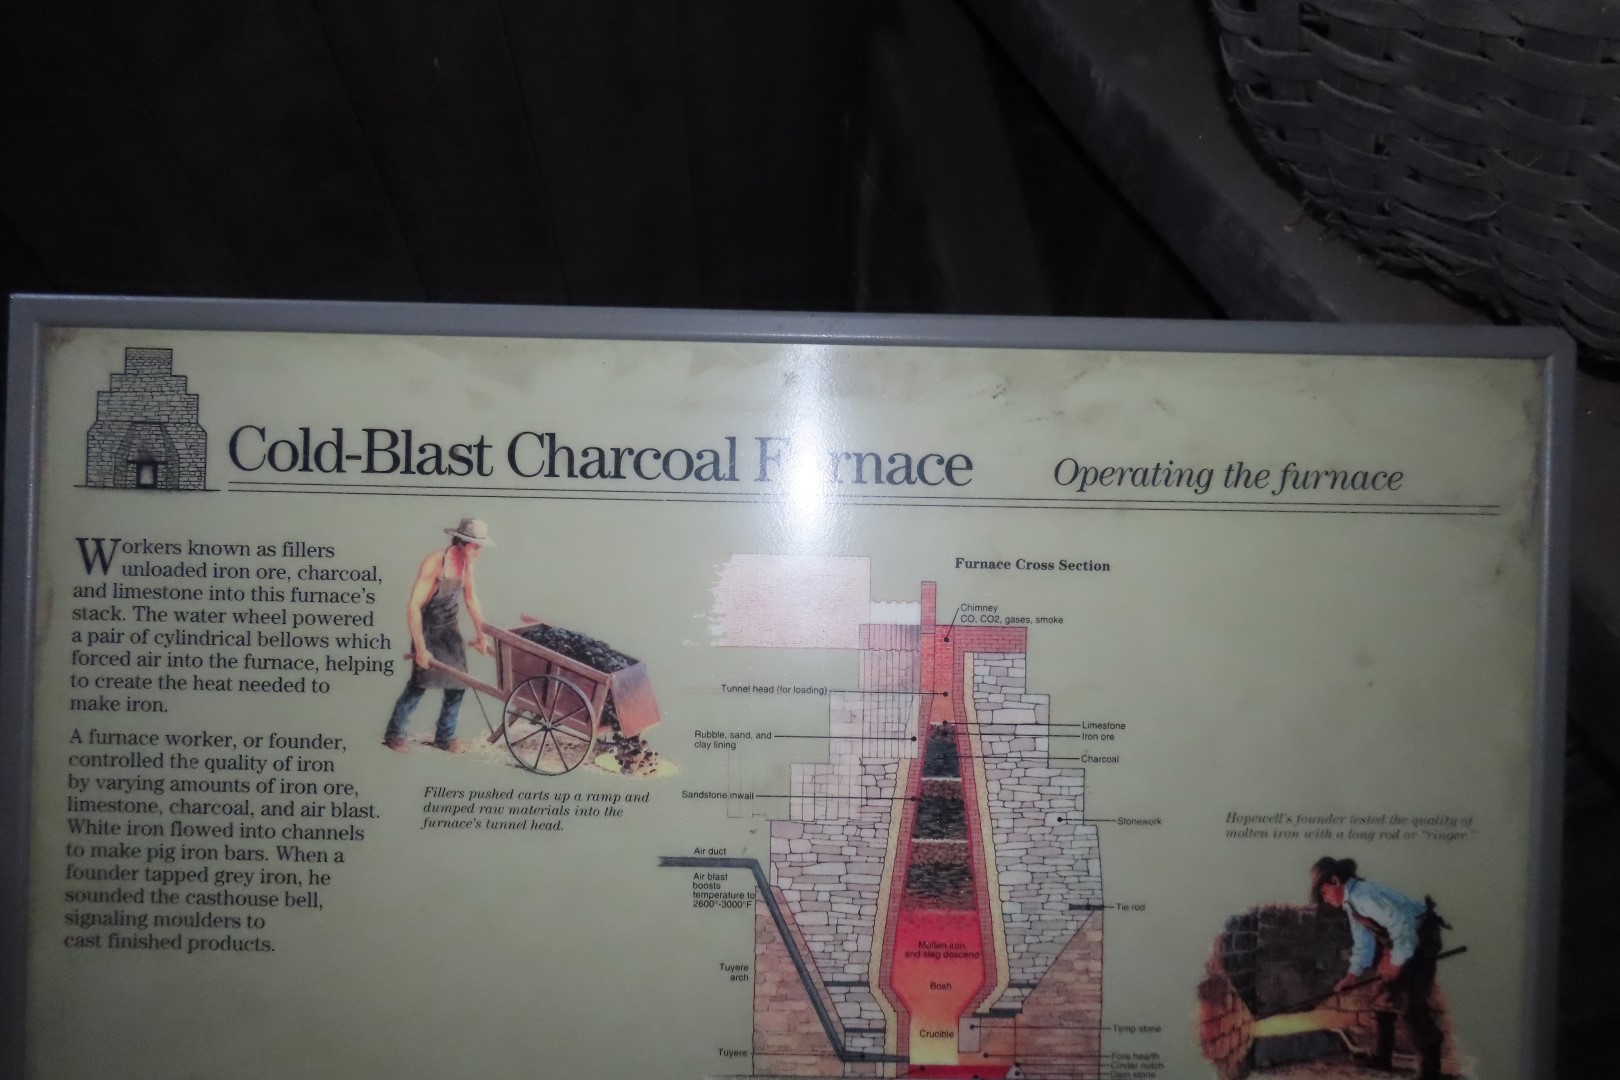 Cold-Blast Charcoal Furnace
Operating the furnace
Workers known as fillers
unloaded iron ore, charcoal,
and limestone into this furnace's
stack. The water wheel powered
a pair of cylindrical bellows which
forced air into the furnace, helping
to create the heat needed to
make iron.
A furnace worker, or founder,
controlled the quality of iron
by varying amounts of iron ore,
limestone, charcoal, and air blast.
White iron flowed into channels
to make pig iron bars. When a
founder tapped grey iron, he
sounded the casthouse bell,
signaling moulders to
cast finished products.
Fillers pushed carts up a ramp and
dumped raw materials into the
furnace's tunnel head.
Furnace Cross Section
Chimney
CO, CO2, gases, smoke
Tunnel head (for loading)
Limestone
Iron ore
Rubble, sand, and
clay lining
Charcoal
Sandstone inwall
Stonework
Air duct
Air blast
boosts
temperature to
2600°-3000°F
Tie rod
Molten iron
and slag descend
Tuyere
arch
Bosh
Crucible
Tymp stone
Tuyere
Fore hearth
Cinder notch
Dam stone
Hopewell's founder tested the quality of
molten iron with a long rod or "ringer."